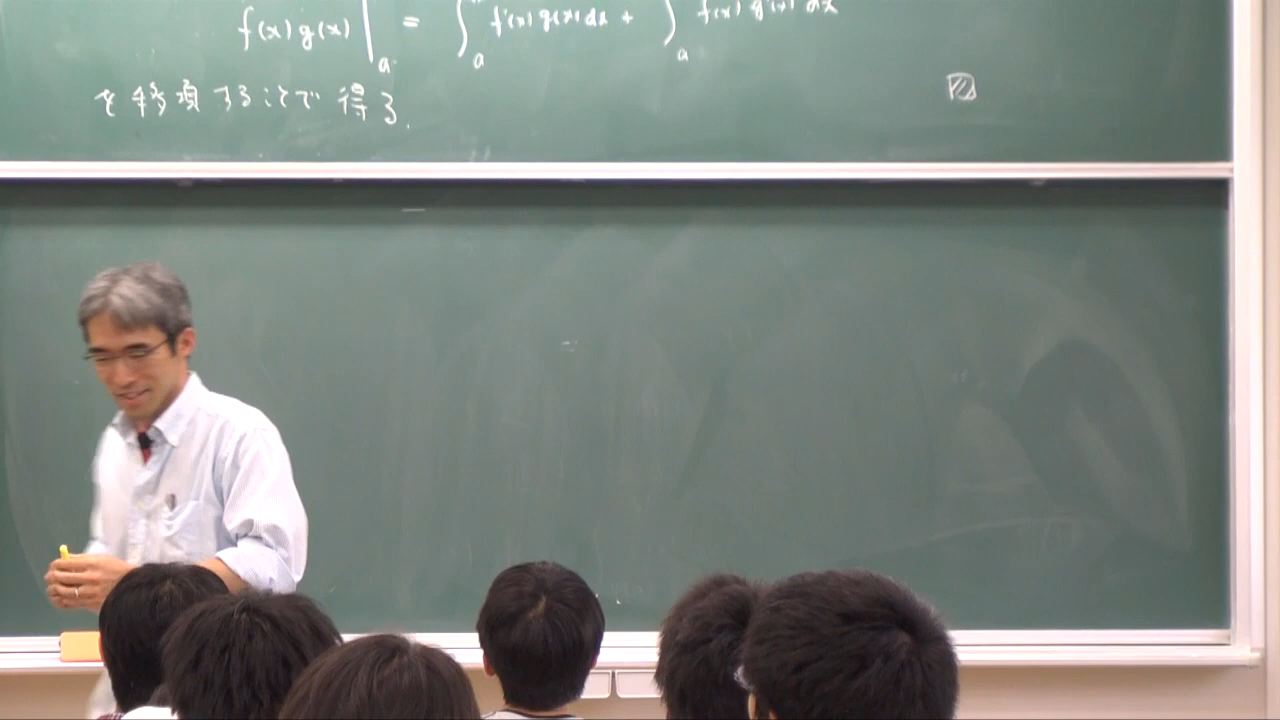 f(x)g(x)|ₐ = ∫ₐ f'(x)g(x)dx + ∫ₐ f(x)g'(x)dx
を移項することで得る.